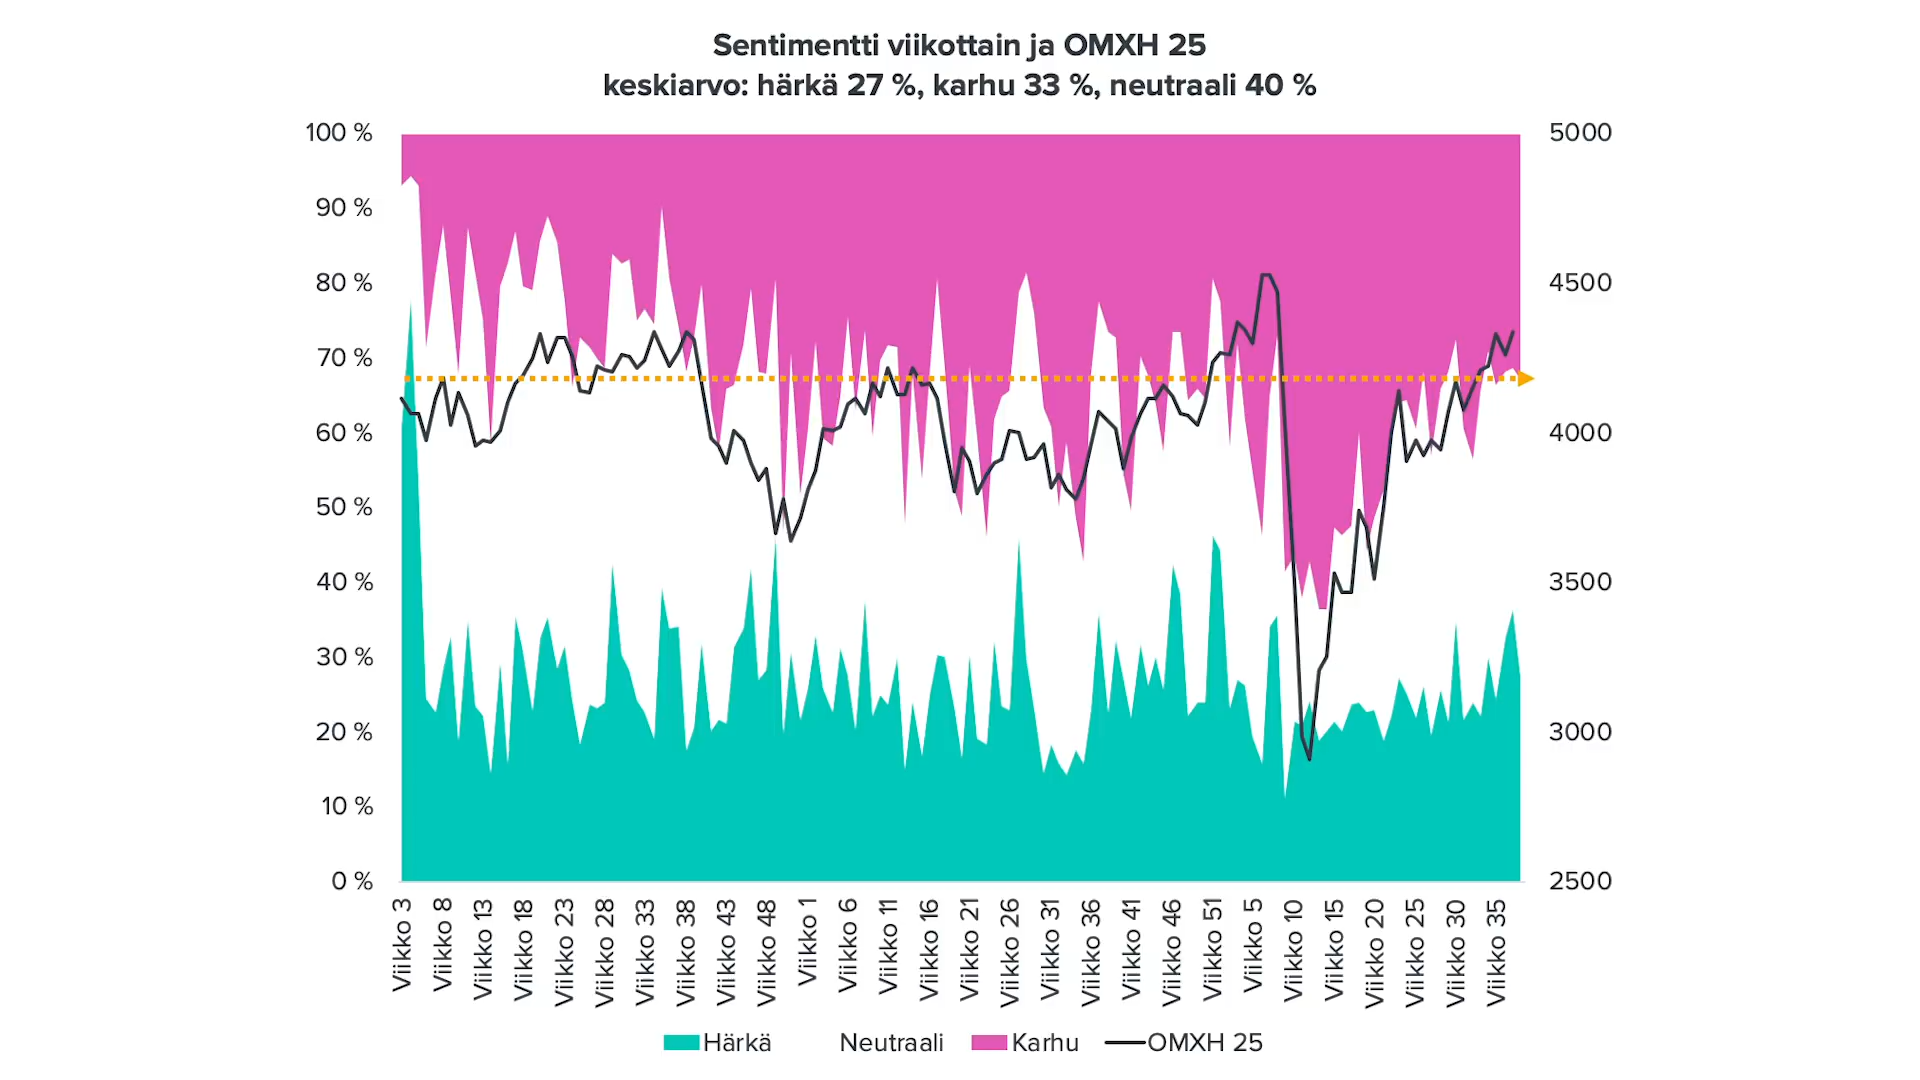 Sentimentti viikottain ja OMXH 25
keskiarvo: härkä 27 %, karhu 33 %, neutraali 40 %
100 %
90 %
80 %
70 %
60 %
50 %
40 %
30 %
20 %
10 %
0 %
5000
4500
4000
3500
3000
2500
Viikko 3
Viikko 8
Viikko 13
Viikko 18
Viikko 23
Viikko 28
Viikko 33
Viikko 38
Viikko 43
Viikko 48
Viikko 1
Viikko 6
Viikko 11
Viikko 16
Viikko 21
Viikko 26
Viikko 31
Viikko 36
Viikko 41
Viikko 46
Viikko 51
Viikko 5
Viikko 10
Viikko 15
Viikko 20
Viikko 25
Viikko 30
Viikko 35
Härkä Neutraali Karhu OMXH 25